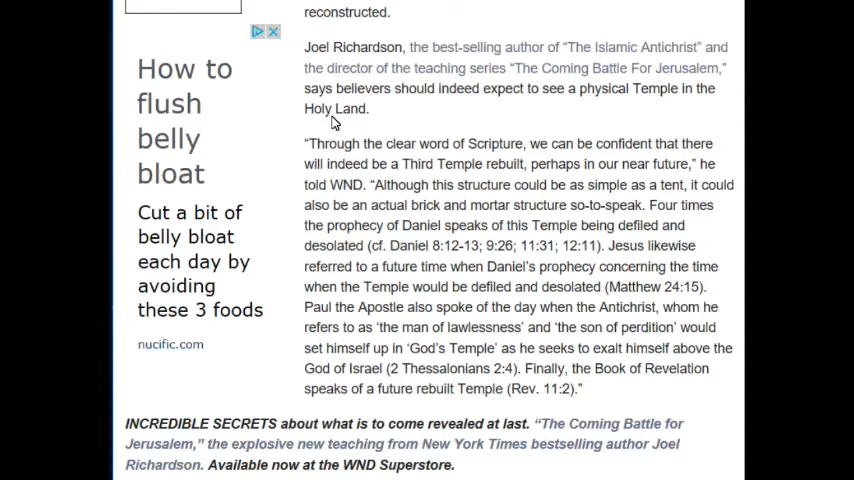 reconstructed.
Joel Richardson, the best-selling author of “The Islamic Antichrist” and
the director of the teaching series “The Coming Battle For Jerusalem,”
says believers should indeed expect to see a physical Temple in the
Holy Land.
“Through the clear word of Scripture, we can be confident that there
will indeed be a Third Temple rebuilt, perhaps in our near future,” he
told WND. “Although this structure could be as simple as a tent, it could
also be an actual brick and mortar structure so-to-speak. Four times
the prophecy of Daniel speaks of this Temple being defiled and
desolated (cf. Daniel 8:12-13; 9:26; 11:31; 12:11). Jesus likewise
referred to a future time when Daniel’s prophecy concerning the time
when the Temple would be defiled and desolated (Matthew 24:15).
Paul the Apostle also spoke of the day when the Antichrist, whom he
refers to as ‘the man of lawlessness’ and ‘the son of perdition’ would
set himself up in ‘God’s Temple’ as he seeks to exalt himself above the
God of Israel (2 Thessalonians 2:4). Finally, the Book of Revelation
speaks of a future rebuilt Temple (Rev. 11:2).”
How to
flush
belly
bloat
Cut a bit of
belly bloat
each day by
avoiding
these 3 foods
nucific.com
INCREDIBLE SECRETS about what is to come revealed at last. “The Coming Battle for
Jerusalem,” the explosive new teaching from New York Times bestselling author Joel
Richardson. Available now at the WND Superstore.